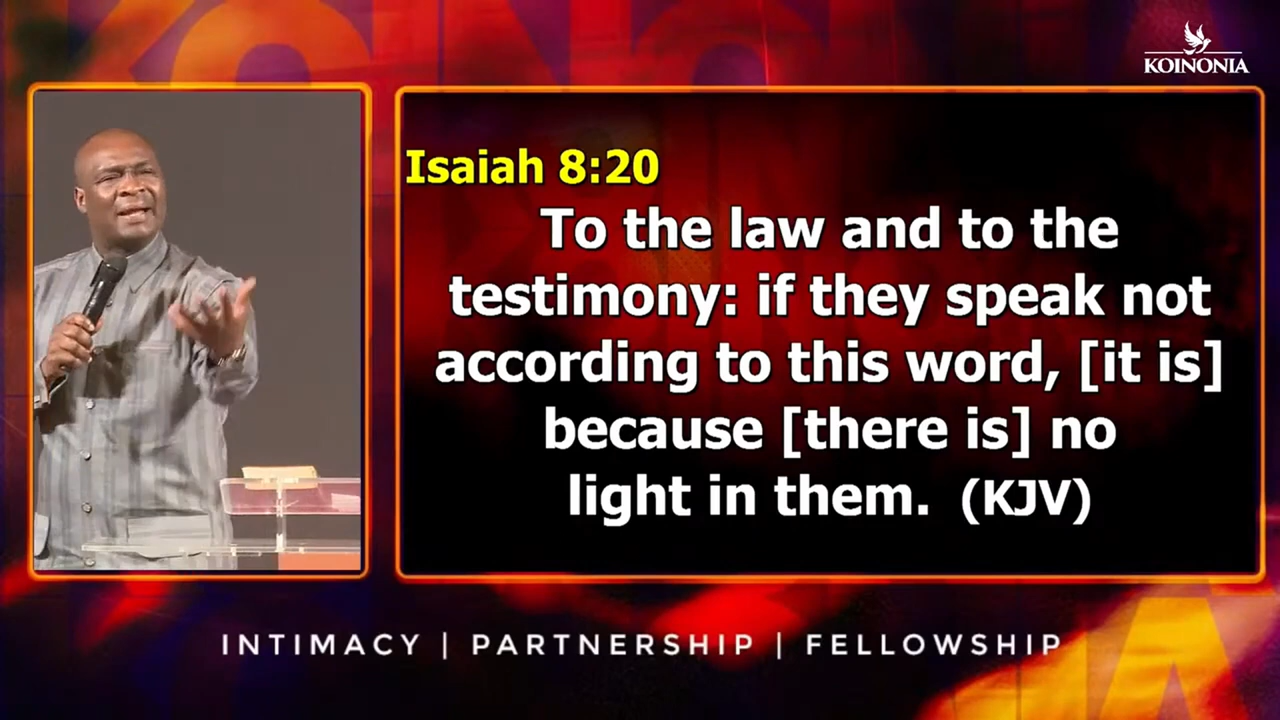 KOINONIA
Isaiah 8:20
To the law and to the
testimony: if they speak not
according to this word, [it is]
because [there is] no
light in them. (KJV)
INTIMACY | PARTNERSHIP | FELLOWSHIP